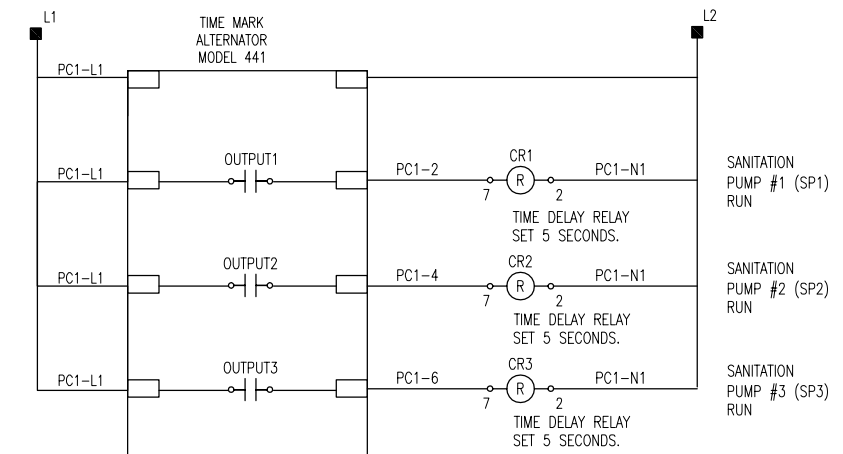 L1
L2
TIME MARK
ALTERNATOR
MODEL 441
PC1-L1
PC1-L1
OUTPUT1
PC1-2
CR1
R
7
2
PC1-N1
TIME DELAY RELAY
SET 5 SECONDS.
SANITATION
PUMP #1 (SP1)
RUN
PC1-L1
OUTPUT2
PC1-4
CR2
R
7
2
PC1-N1
TIME DELAY RELAY
SET 5 SECONDS.
SANITATION
PUMP #2 (SP2)
RUN
PC1-L1
OUTPUT3
PC1-6
CR3
R
7
2
PC1-N1
TIME DELAY RELAY
SET 5 SECONDS.
SANITATION
PUMP #3 (SP3)
RUN